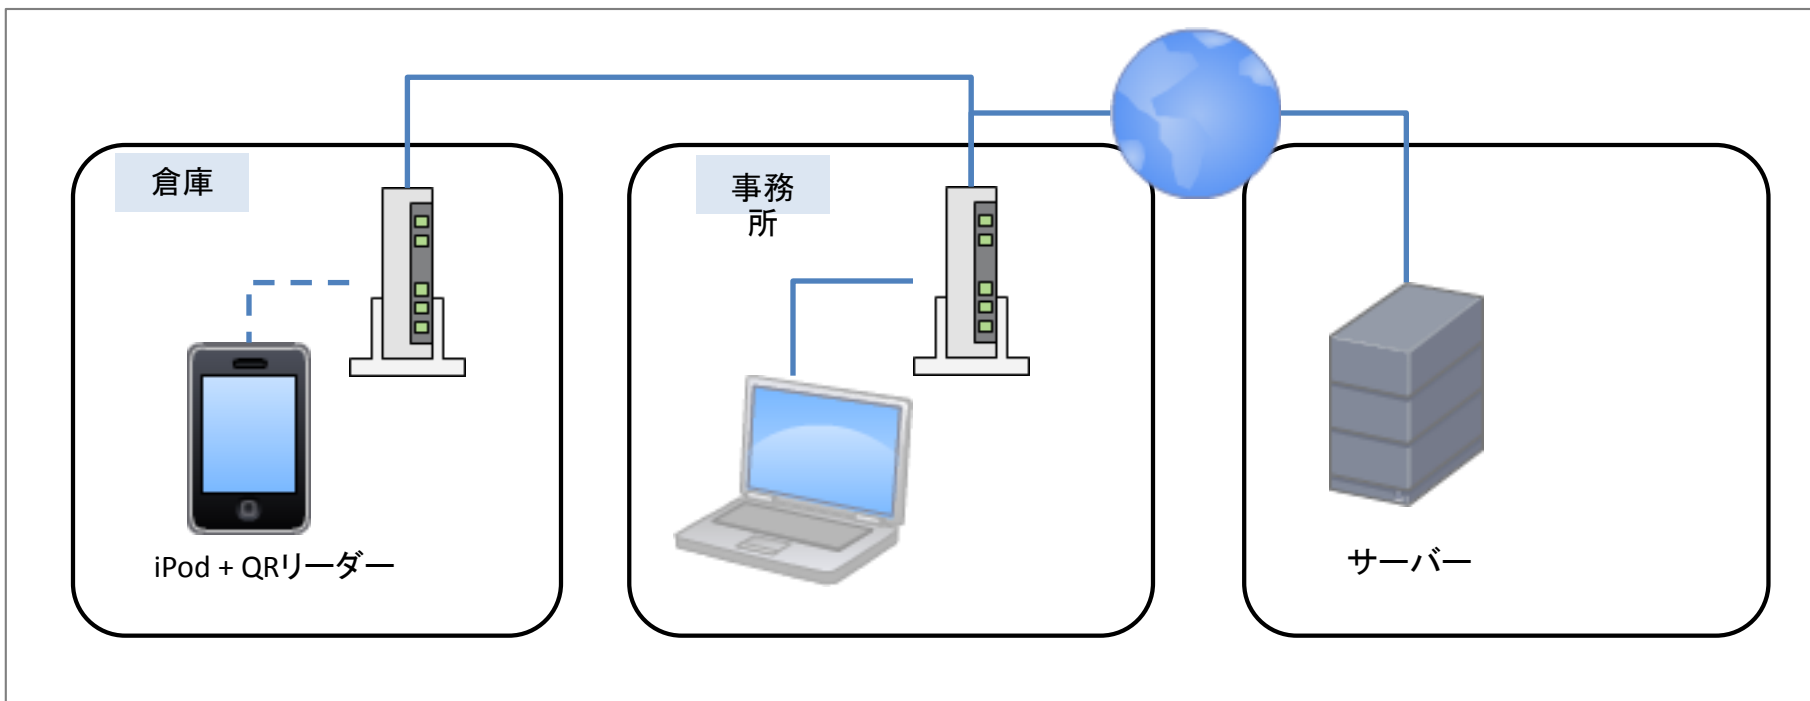 倉庫
事務
所
iPod + QRリーダー
サーバー